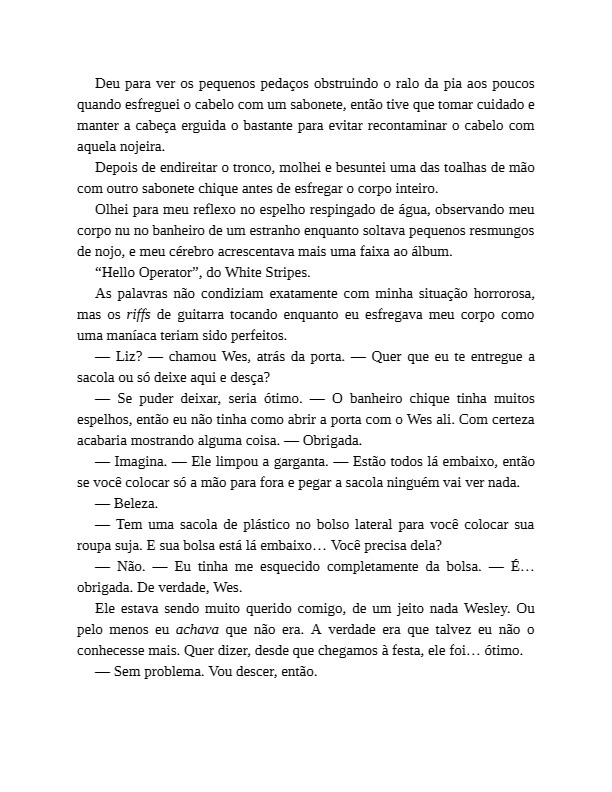 Deu para ver os pequenos pedaços obstruindo o ralo da pia aos poucos
quando esfreguei o cabelo com um sabonete, então tive que tomar cuidado e
manter a cabeça erguida o bastante para evitar recontaminar o cabelo com
aquela nojeira.
Depois de endireitar o tronco, molhei e besuntei uma das toalhas de mão
com outro sabonete chique antes de esfregar o corpo inteiro.
Olhei para meu reflexo no espelho respingado de água, observando meu
corpo nu no banheiro de um estranho enquanto soltava pequenos resmungos
de nojo, e meu cérebro acrescentava mais uma faixa ao álbum.
“Hello Operator”, do White Stripes.
As palavras não condiziam exatamente com minha situação horrorosa,
mas os riffs de guitarra tocando enquanto eu esfregava meu corpo como
uma maníaca teriam sido perfeitos.
— Liz? — chamou Wes, atrás da porta. — Quer que eu te entregue a
sacola ou só deixe aqui e desça?
— Se puder deixar, seria ótimo. — O banheiro chique tinha muitos
espelhos, então eu não tinha como abrir a porta com o Wes ali. Com certeza
acabaria mostrando alguma coisa. — Obrigada.
— Imagina. — Ele limpou a garganta. — Estão todos lá embaixo, então
se você colocar só a mão para fora e pegar a sacola ninguém vai ver nada.
— Beleza.
— Tem uma sacola de plástico no bolso lateral para você colocar sua
roupa suja. E sua bolsa está lá embaixo… Você precisa dela?
— Não. — Eu tinha me esquecido completamente da bolsa. — É…
obrigada. De verdade, Wes.
Ele estava sendo muito querido comigo, de um jeito nada Wesley. Ou
pelo menos eu achava que não era. A verdade era que talvez eu não o
conhecesse mais. Quer dizer, desde que chegamos à festa, ele foi… ótimo.
— Sem problema. Vou descer, então.